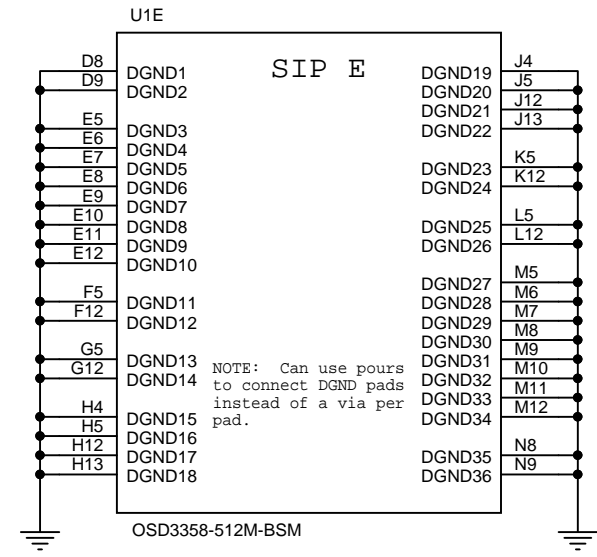 U1E
SIP E
D8 DGND1
D9 DGND2
E5 DGND3
E6 DGND4
E7 DGND5
E8 DGND6
E9 DGND7
E10 DGND8
E11 DGND9
E12 DGND10
F5 DGND11
F12 DGND12
G5 DGND13
G12 DGND14
H4 DGND15
H5 DGND16
H12 DGND17
H13 DGND18
DGND19 J4
DGND20 J5
DGND21 J12
DGND22 J13
DGND23 K5
DGND24 K12
DGND25 L5
DGND26 L12
DGND27 M5
DGND28 M6
DGND29 M7
DGND30 M8
DGND31 M9
DGND32 M10
DGND33 M11
DGND34 M12
DGND35 N8
DGND36 N9
NOTE: Can use pours
to connect DGND pads
instead of a via per
pad.
OSD3358-512M-BSM